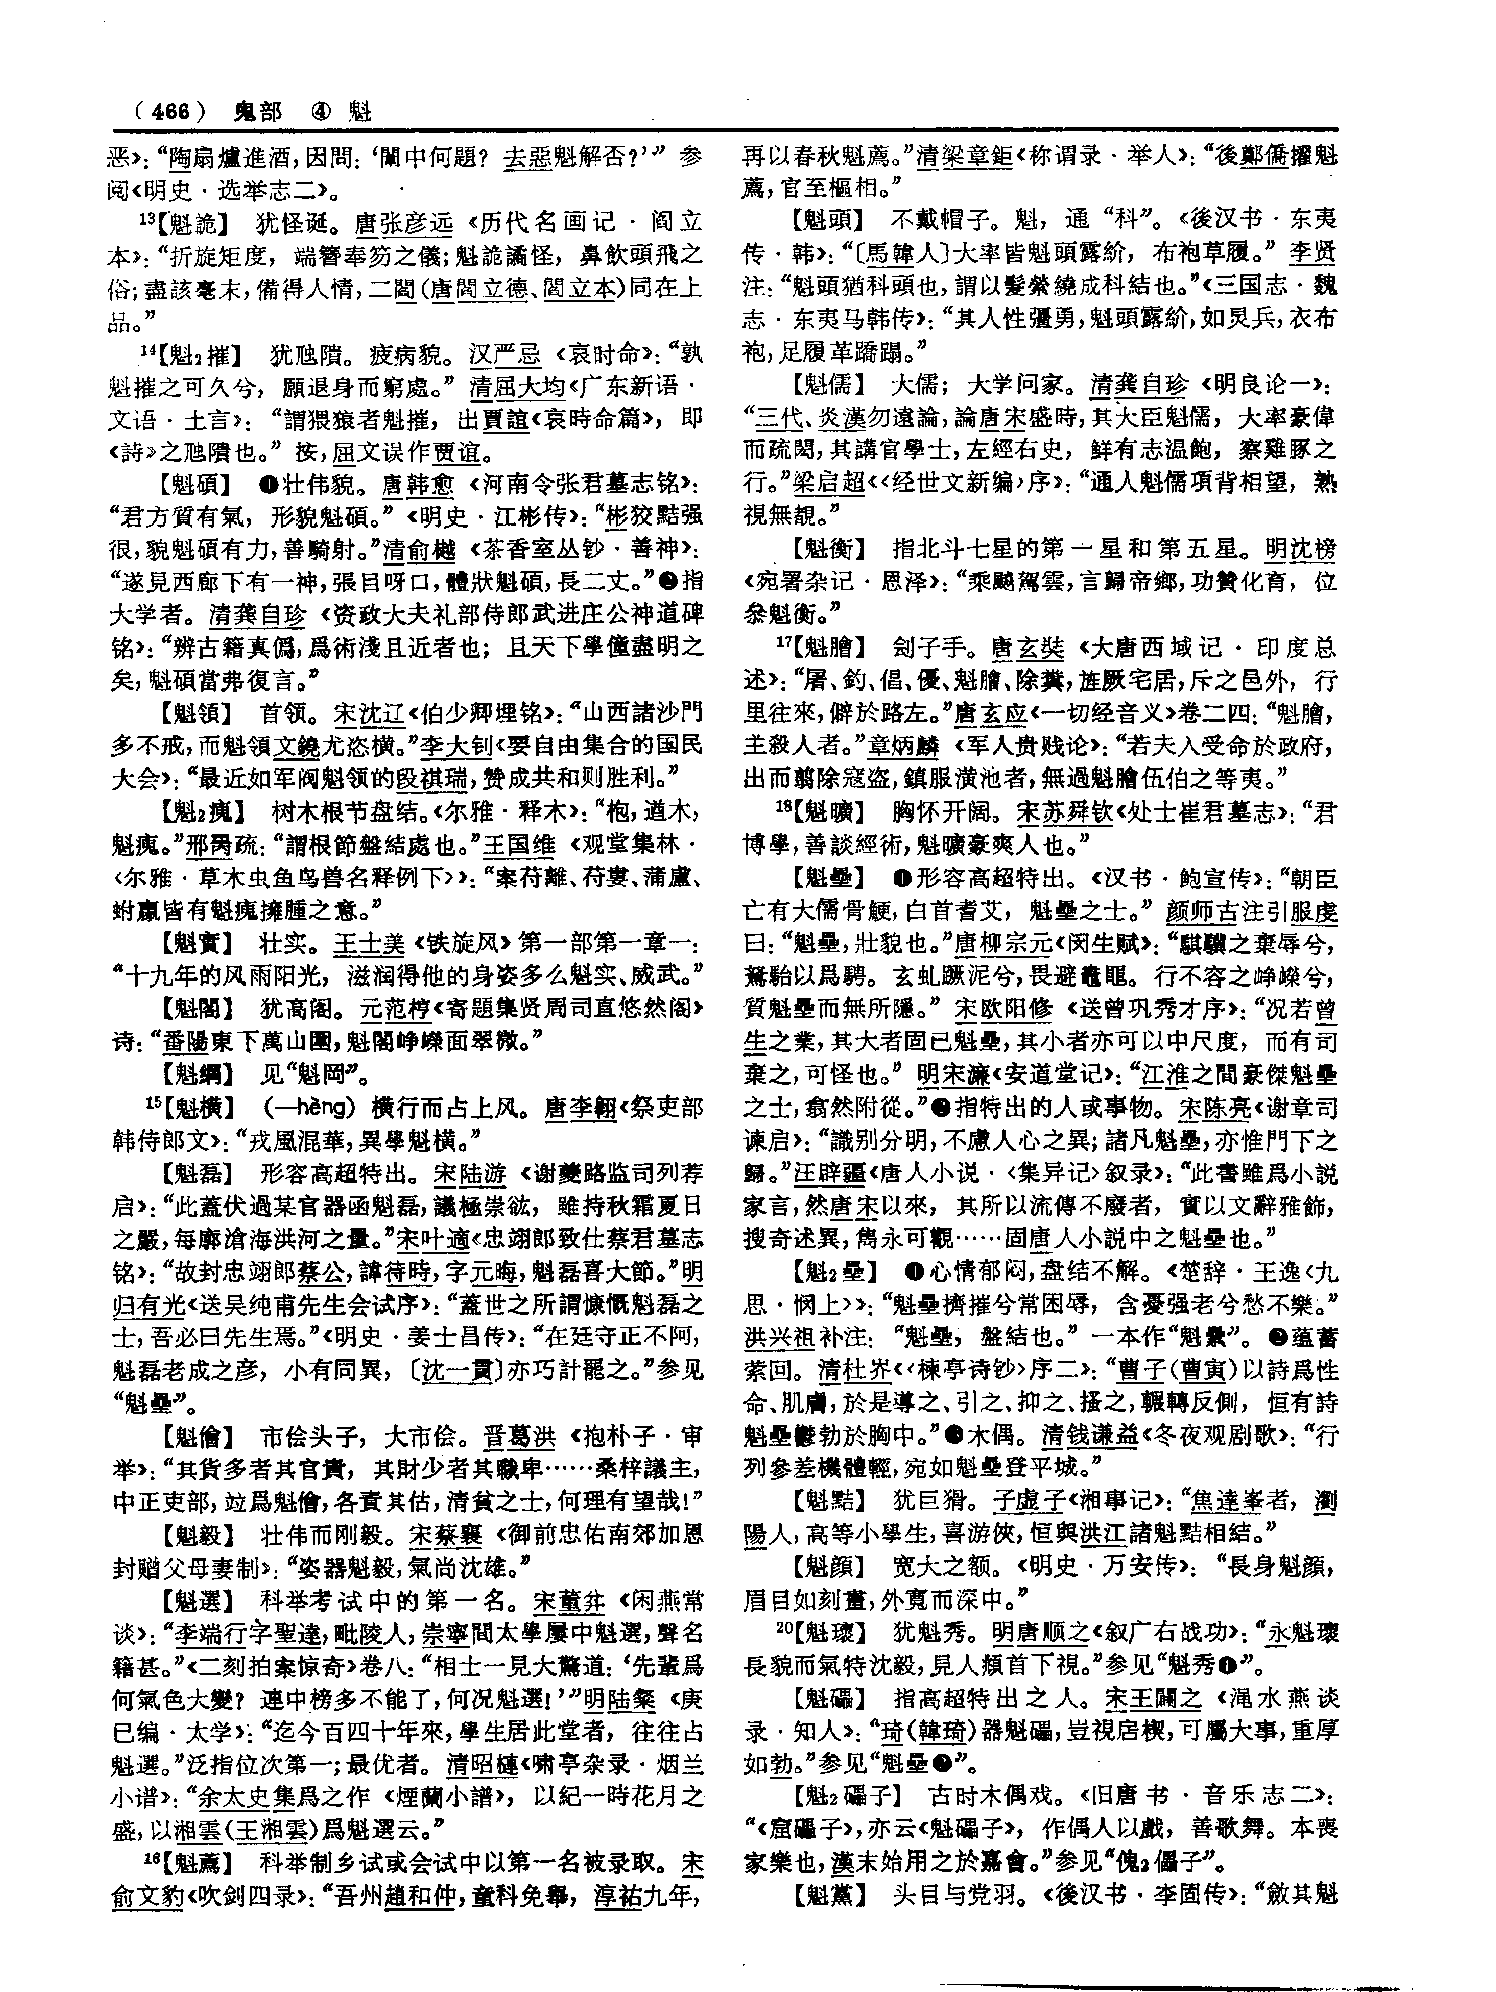 （466） 鬼部 ④ 魁
恶》：“陶扇爐進酒，因問：‘闈中何題？去惡魁解否？’” 参
阅《明史·选举志二》。
13【魁詭】 犹怪诞。唐张彦远《历代名画记·阎立
本》：“折旋矩度，端簪奉笏之儀；魁詭譎怪，鼻飲頭飛之
俗；盡該毫末，備得人情，二閻（唐閻立德、閻立本）同在上
品。”
14【魁₂摧】 犹虺隤。疲病貌。汉严忌《哀时命》：“孰
魁摧之可久兮，願退身而窮處。”清屈大均《广东新语·
文语·土言》：“謂猥獕者魁摧，出賈誼《哀時命篇》，即
《詩》之虺隤也。”按，屈文误作贾谊。
【魁碩】 ❶壮伟貌。唐韩愈《河南令张君墓志铭》：
“君方質有氣，形貌魁碩。”《明史·江彬传》：“彬狡黠强
很，貌魁碩有力，善騎射。”清俞樾《茶香室丛钞·善神》：
“遂見西廊下有一神，張目呀口，體狀魁碩，長二丈。”❷指
大学者。清龚自珍《资政大夫礼部侍郎武进庄公神道碑
铭》：“辨古籍真僞，爲術淺且近者也；且天下學僮盡明之
矣，魁碩當弗復言。”
【魁領】 首领。宋沈辽《伯少卿埋铭》：“山西諸沙門
多不戒，而魁領文鐃尤恣橫。”李大钊《要自由集合的国民
大会》：“最近如军阀魁领的段祺瑞，赞成共和则胜利。”
【魁₂瘣】 树木根节盘结。《尔雅·释木》：“枹，遒木，
魁瘣。”邢昺疏：“謂根節盤結處也。”王国维《观堂集林·
〈尔雅·草木虫鱼鸟兽名释例下〉》：“案苻離、苻婁、蒲盧、
蚹蠃皆有魁瘣擁腫之意。”
【魁實】 壮实。王士美《铁旋风》第一部第一章一：
“十九年的风雨阳光，滋润得他的身姿多么魁实、威武。”
【魁閣】 犹高阁。元范梈《寄题集贤周司直悠然阁》
诗：“番陽東下萬山圍，魁閣崢嶸面翠微。”
【魁綱】 见“魁罡”。
15【魁横】 （—hèng）横行而占上风。唐李翱《祭吏部
韩侍郎文》：“戎風混華，異學魁橫。”
【魁磊】 形容高超特出。宋陆游《谢夔路监司列荐
启》：“此蓋伏過某官器函魁磊，議極崇竑，雖持秋霜夏日
之嚴，每廓滄海洪河之量。”宋叶適《忠翊郎致仕蔡君墓志
铭》：“故封忠翊郎蔡公，諱待時，字元晦，魁磊喜大節。”明
归有光《送吴纯甫先生会试序》：“蓋世之所謂慷慨魁磊之
士，吾必曰先生焉。”《明史·姜士昌传》：“在廷守正不阿，
魁磊老成之彦，小有同異，〔沈一貫〕亦巧計罷之。”参见
“魁壘”。
【魁儈】 市侩头子，大市侩。晋葛洪《抱朴子·审
举》：“其貨多者其官貴，其財少者其職卑……桑梓議主，
中正吏部，竝爲魁儈，各責其估，清貧之士，何理有望哉！”
【魁毅】 壮伟而刚毅。宋蔡襄《御前忠佑南郊加恩
封赠父母妻制》：“姿器魁毅，氣尚沈雄。”
【魁選】 科举考试中的第一名。宋董弅《闲燕常
谈》：“李端行字聖達，毗陵人，崇寧間太學屢中魁選，聲名
籍甚。”《二刻拍案惊奇》卷八：“相士一見大驚道：‘先輩爲
何氣色大變？連中榜多不能了，何况魁選！’”明陆粲《庚
巳编·太学》：“迄今百四十年來，學生居此堂者，往往占
魁選。”泛指位次第一；最优者。清昭梿《啸亭杂录·烟兰
小谱》：“余太史集爲之作《煙蘭小譜》，以紀一時花月之
盛，以湘雲（王湘雲）爲魁選云。”
16【魁薦】 科举制乡试或会试中以第一名被录取。宋
俞文豹《吹剑四录》：“吾州趙和仲，童科免舉，淳祐九年，
再以春秋魁薦。”清梁章钜《称谓录·举人》：“後鄭僑擢魁
薦，官至樞相。”
【魁頭】 不戴帽子。魁，通“科”。《後汉书·东夷
传·韩》：“〔馬韓人〕大率皆魁頭露紒，布袍草履。”李贤
注：“魁頭猶科頭也，謂以髮縈繞成科結也。”《三国志·魏
志·东夷马韩传》：“其人性彊勇，魁頭露紒，如炅兵，衣布
袍，足履革蹻蹋。”
【魁儒】 大儒；大学问家。清龚自珍《明良论一》：
“三代、炎漢勿遠論，論唐宋盛時，其大臣魁儒，大率豪偉
而疏閎，其講官學士，左經右史，鮮有志温飽，察雞豚之
行。”梁启超《〈经世文新编〉序》：“通人魁儒項背相望，熟
視無覩。”
【魁衡】 指北斗七星的第一星和第五星。明沈榜
《宛署杂记·恩泽》：“乘飇駕雲，言歸帝鄉，功贊化育，位
叅魁衡。”
17【魁膾】 刽子手。唐玄奘《大唐西域记·印度总
述》：“屠、釣、倡、優、魁膾、除糞，旌厥宅居，斥之邑外，行
里往來，僻於路左。”唐玄应《一切经音义》卷二四：“魁膾，
主殺人者。”章炳麟《军人贵贱论》：“若夫入受命於政府，
出而翦除寇盗，鎮服潢池者，無過魁膾伍伯之等夷。”
18【魁曠】 胸怀开阔。宋苏舜钦《处士崔君墓志》：“君
博學，善談經術，魁曠豪爽人也。”
【魁壘】 ❶形容高超特出。《汉书·鲍宣传》：“朝臣
亡有大儒骨鯁，白首耆艾，魁壘之士。”颜师古注引服虔
曰：“魁壘，壯貌也。”唐柳宗元《闵生赋》：“騏驥之棄辱兮，
駑駘以爲騁。玄虬蹶泥兮，畏避鼃黽。行不容之崢嶸兮，
質魁壘而無所隱。”宋欧阳修《送曾巩秀才序》：“况若曾
生之業，其大者固已魁壘，其小者亦可以中尺度，而有司
棄之，可怪也。”明宋濂《安道堂记》：“江淮之間豪傑魁壘
之士，翕然附從。”❷指特出的人或事物。宋陈亮《谢章司
谏启》：“識别分明，不慮人心之異；諸凡魁壘，亦惟門下之
歸。”汪辟疆《唐人小说·〈集异记〉叙录》：“此書雖爲小説
家言，然唐宋以來，其所以流傳不廢者，實以文辭雅飾，
搜奇述異，雋永可觀……固唐人小説中之魁壘也。”
【魁₂壘】 ❶心情郁闷，盘结不解。《楚辞·王逸〈九
思·悯上〉》：“魁壘擠摧兮常困辱，含憂强老兮愁不樂。”
洪兴祖补注：“魁壘，盤結也。”一本作“魁纍”。❷蕴蓄
萦回。清杜岕《〈楝亭诗钞〉序二》：“曹子（曹寅）以詩爲性
命、肌膚，於是導之、引之、抑之、搔之，輾轉反側，恒有詩
魁壘鬱勃於胸中。”❸木偶。清钱谦益《冬夜观剧歌》：“行
列參差機體輕，宛如魁壘登平城。”
【魁黠】 犹巨猾。子虚子《湘事记》：“焦達峯者，瀏
陽人，高等小學生，喜游俠，恒與洪江諸魁黠相結。”
【魁顔】 宽大之额。《明史·万安传》：“長身魁顔，
眉目如刻畫，外寬而深中。”
20【魁瓌】 犹魁秀。明唐顺之《叙广右战功》：“永魁瓌
長貌而氣特沈毅，見人頫首下視。”参见“魁秀❶”。
【魁礧】 指高超特出之人。宋王闢之《渑水燕谈
录·知人》：“琦（韓琦）器魁礧，豈視扂楔，可屬大事，重厚
如勃。”参见“魁壘❷”。
【魁₂礧子】 古时木偶戏。《旧唐书·音乐志二》：
“《窟礧子》，亦云《魁礧子》，作偶人以戲，善歌舞。本喪
家樂也，漢末始用之於嘉會。”参见“傀₂儡子”。
【魁黨】 头目与党羽。《後汉书·李固传》：“斂其魁